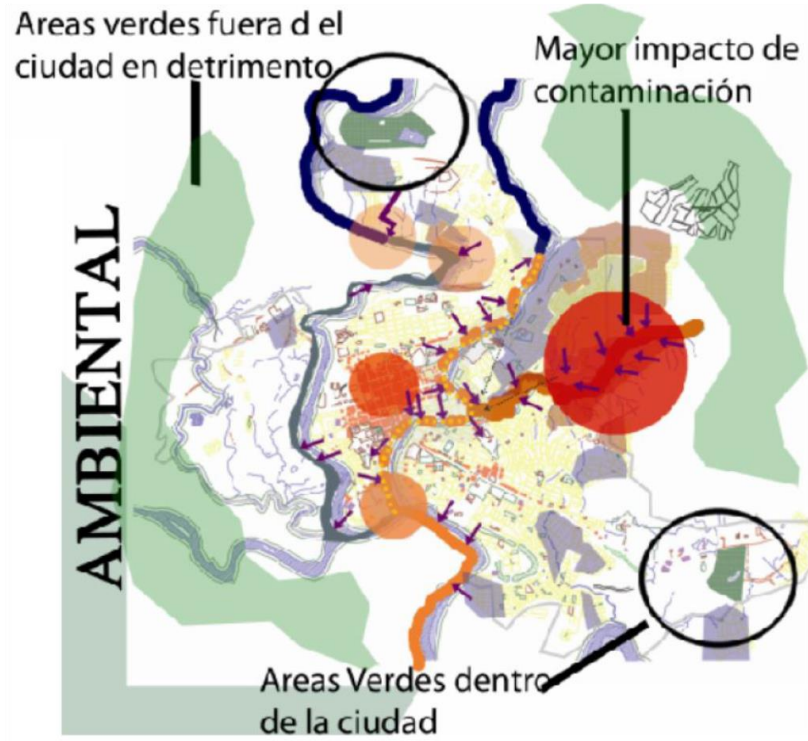 Areas verdes fuera d el
ciudad en detrimento
Mayor impacto de
contaminación
AMBIENTAL
Areas Verdes dentro
de la ciudad